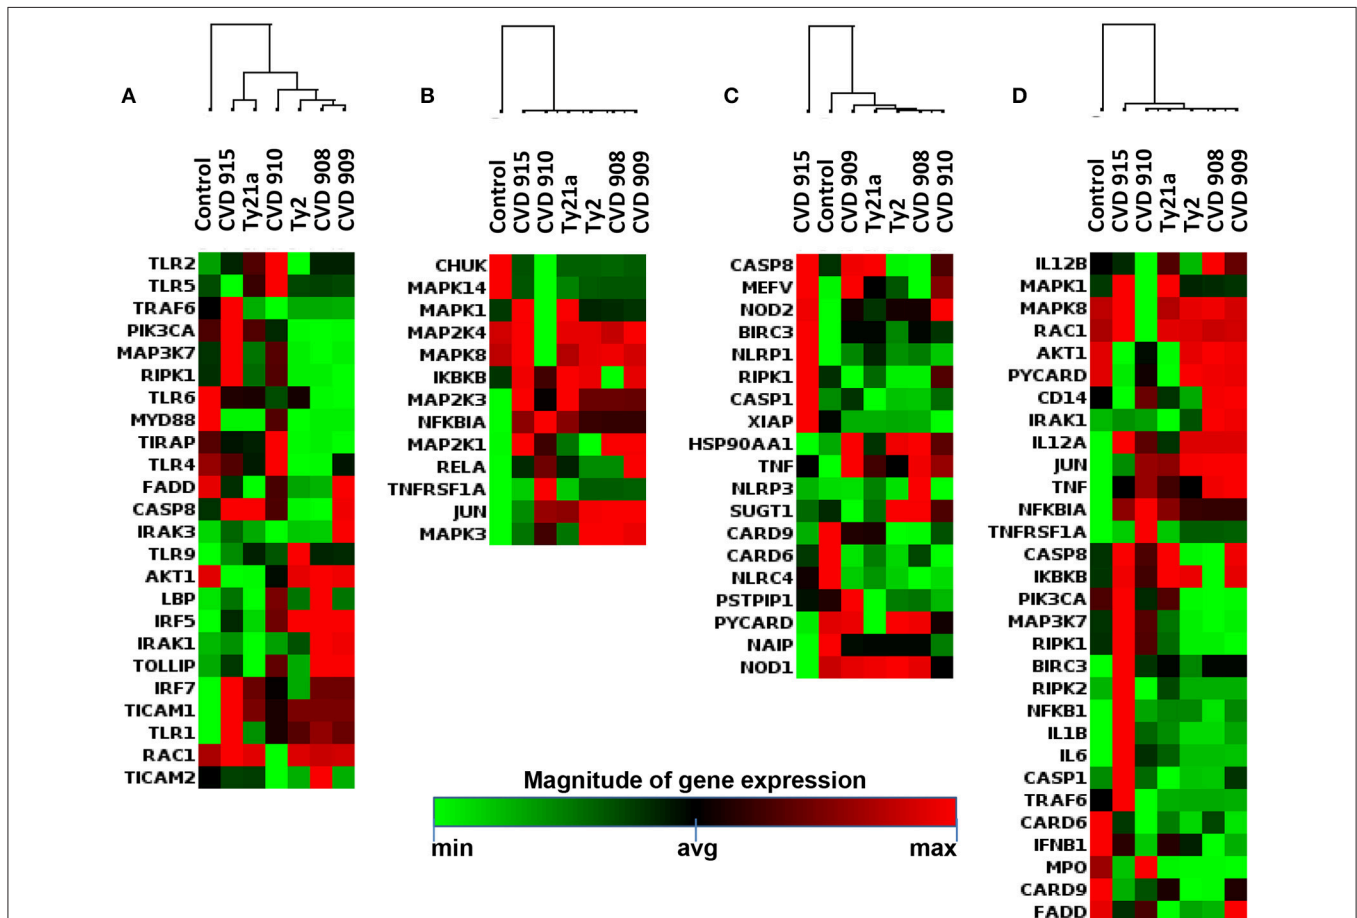 A
B
C
D
Control
CVD 915
Ty21a
CVD 910
Ty2
CVD 908
CVD 909
TLR2
TLR5
TRAF6
PIK3CA
MAP3K7
RIPK1
TLR6
MYD88
TIRAP
TLR4
FADD
CASP8
IRAK3
TLR9
AKT1
LBP
IRF5
IRAK1
TOLLIP
IRF7
TICAM1
TLR1
RAC1
TICAM2
Control
CVD 915
CVD 910
Ty21a
Ty2
CVD 908
CVD 909
CHUK
MAPK14
MAPK1
MAP2K4
MAPK8
IKBKB
MAP2K3
NFKBIA
MAP2K1
RELA
TNFRSF1A
JUN
MAPK3
CVD 915
Control
CVD 909
Ty21a
Ty2
CVD 908
CVD 910
CASP8
MEFV
NOD2
BIRC3
NLRP1
RIPK1
CASP1
XIAP
HSP90AA1
TNF
NLRP3
SUGT1
CARD9
CARD6
NLRC4
PSTPIP1
PYCARD
NAIP
NOD1
Control
CVD 915
CVD 910
Ty21a
Ty2
CVD 908
CVD 909
IL12B
MAPK1
MAPK8
RAC1
AKT1
PYCARD
CD14
IRAK1
IL12A
JUN
TNF
NFKBIA
TNFRSF1A
CASP8
IKBKB
PIK3CA
MAP3K7
RIPK1
BIRC3
RIPK2
NFKB1
IL1B
IL6
CASP1
TRAF6
CARD6
IFNB1
MPO
CARD9
FADD
Magnitude of gene expression
min
avg
max